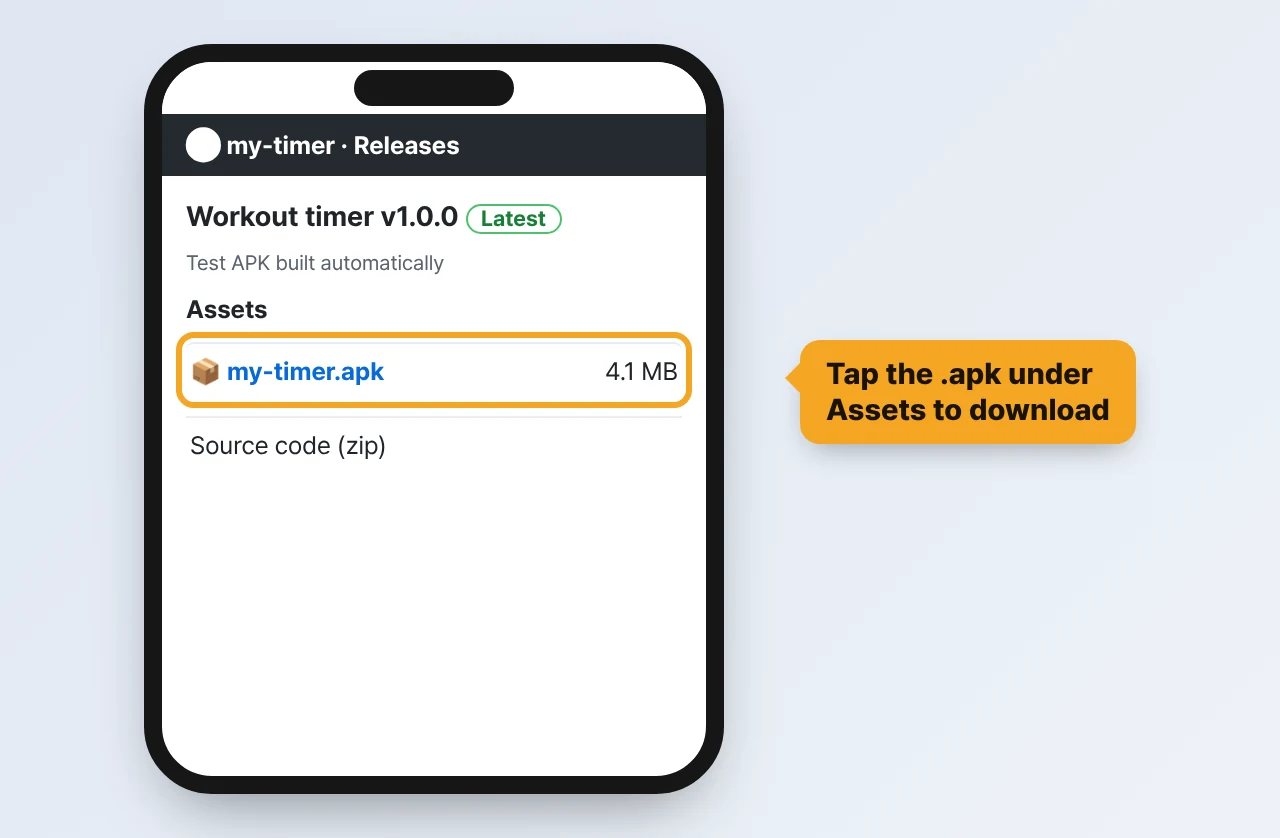 my-timer · Releases
Workout timer v1.0.0 Latest
Test APK built automatically
Assets
📦 my-timer.apk 4.1 MB
Source code (zip)
Tap the .apk under
Assets to download